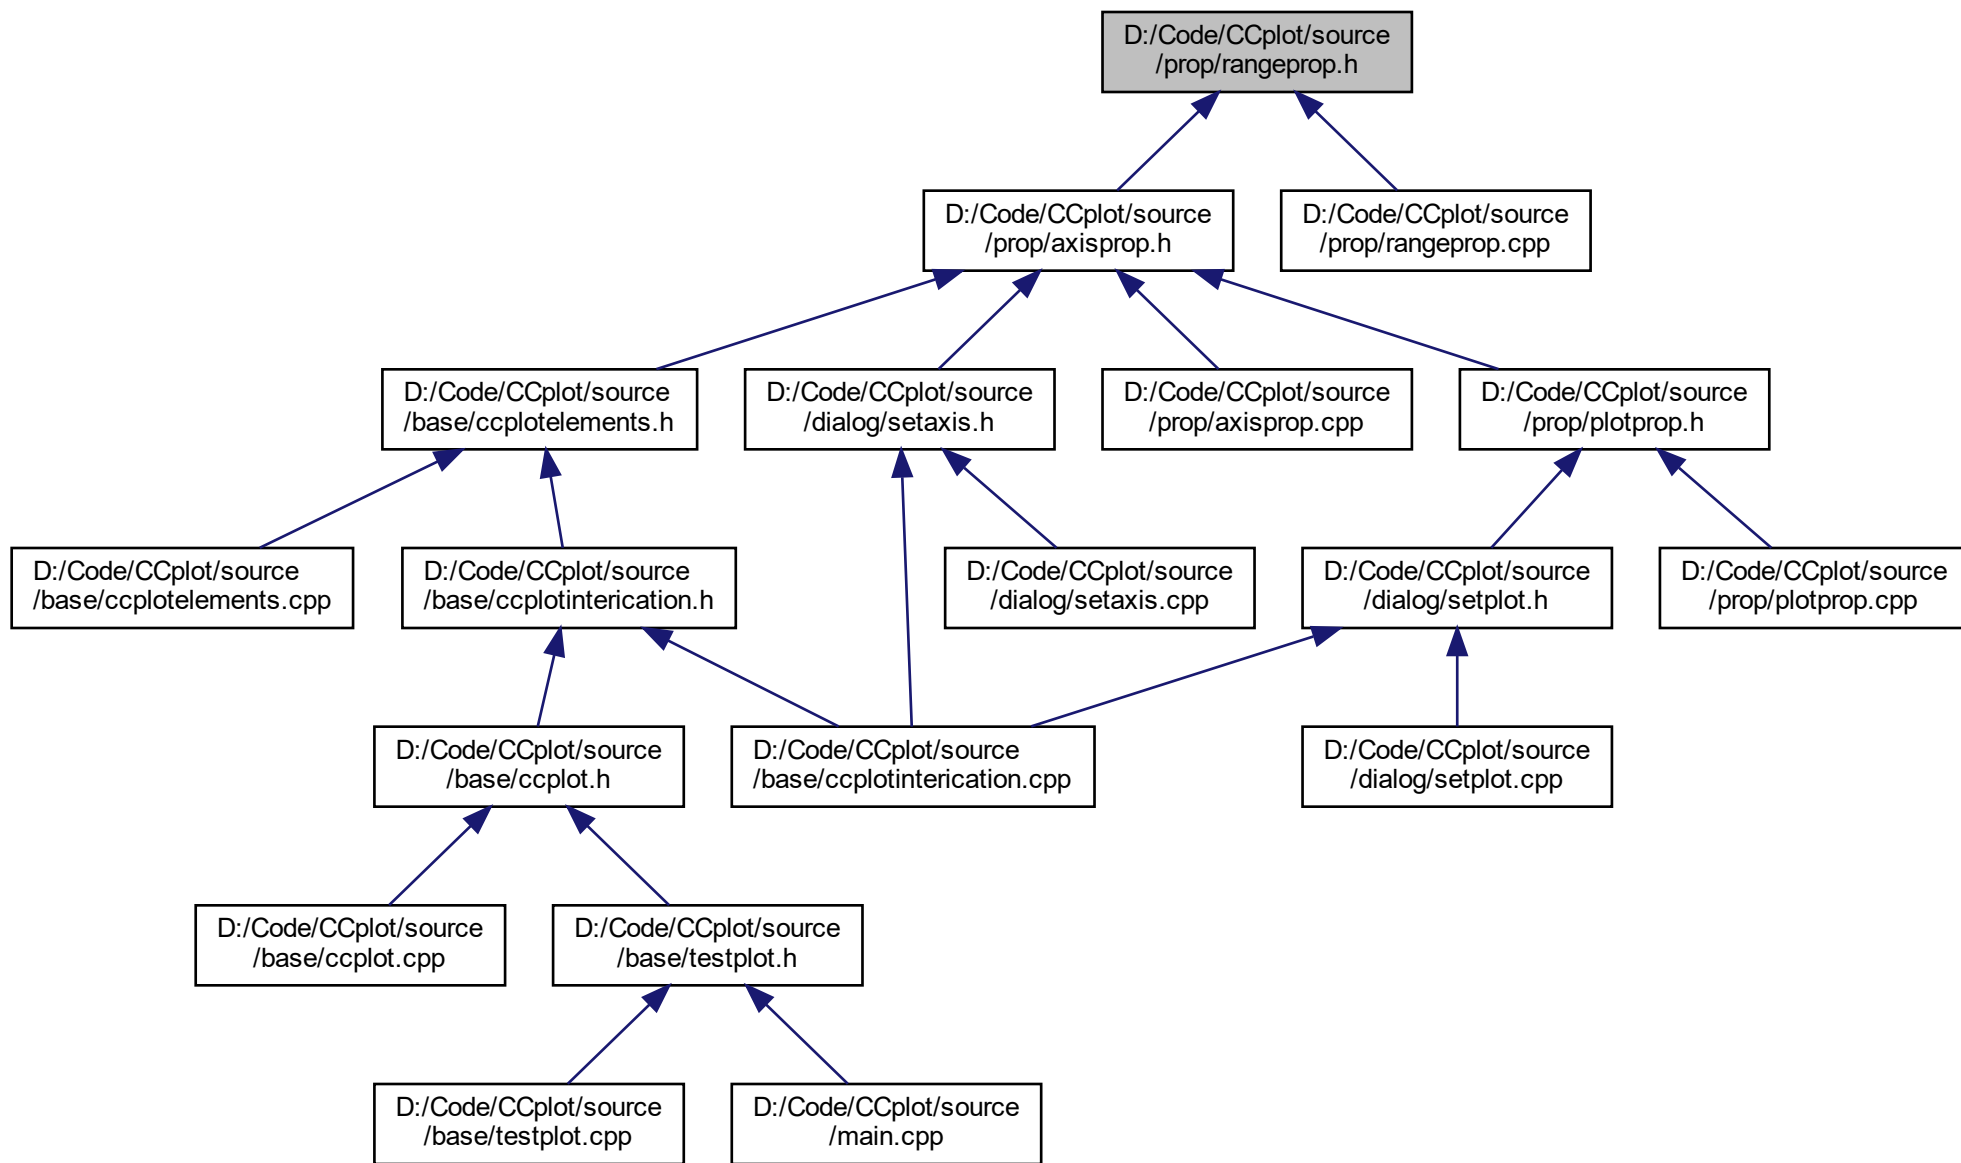 D:/Code/CCplot/source
/prop/rangeprop.h
D:/Code/CCplot/source
/prop/axisprop.h
D:/Code/CCplot/source
/prop/rangeprop.cpp
D:/Code/CCplot/source
/base/ccplotelements.h
D:/Code/CCplot/source
/dialog/setaxis.h
D:/Code/CCplot/source
/prop/axisprop.cpp
D:/Code/CCplot/source
/prop/plotprop.h
D:/Code/CCplot/source
/base/ccplotelements.cpp
D:/Code/CCplot/source
/base/ccplotinterication.h
D:/Code/CCplot/source
/dialog/setaxis.cpp
D:/Code/CCplot/source
/dialog/setplot.h
D:/Code/CCplot/source
/prop/plotprop.cpp
D:/Code/CCplot/source
/base/ccplot.h
D:/Code/CCplot/source
/base/ccplotinterication.cpp
D:/Code/CCplot/source
/dialog/setplot.cpp
D:/Code/CCplot/source
/base/ccplot.cpp
D:/Code/CCplot/source
/base/testplot.h
D:/Code/CCplot/source
/base/testplot.cpp
D:/Code/CCplot/source
/main.cpp